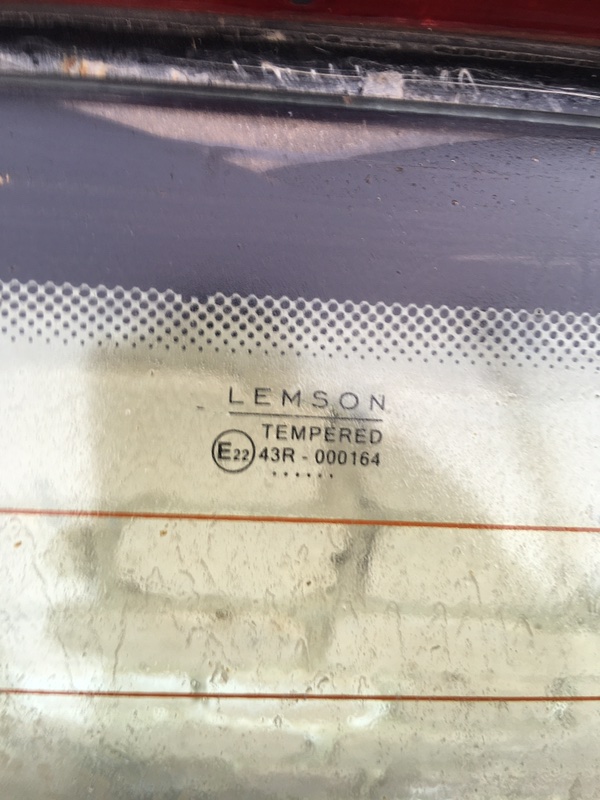 LEMSON
TEMPERED
E22 43R - 000164